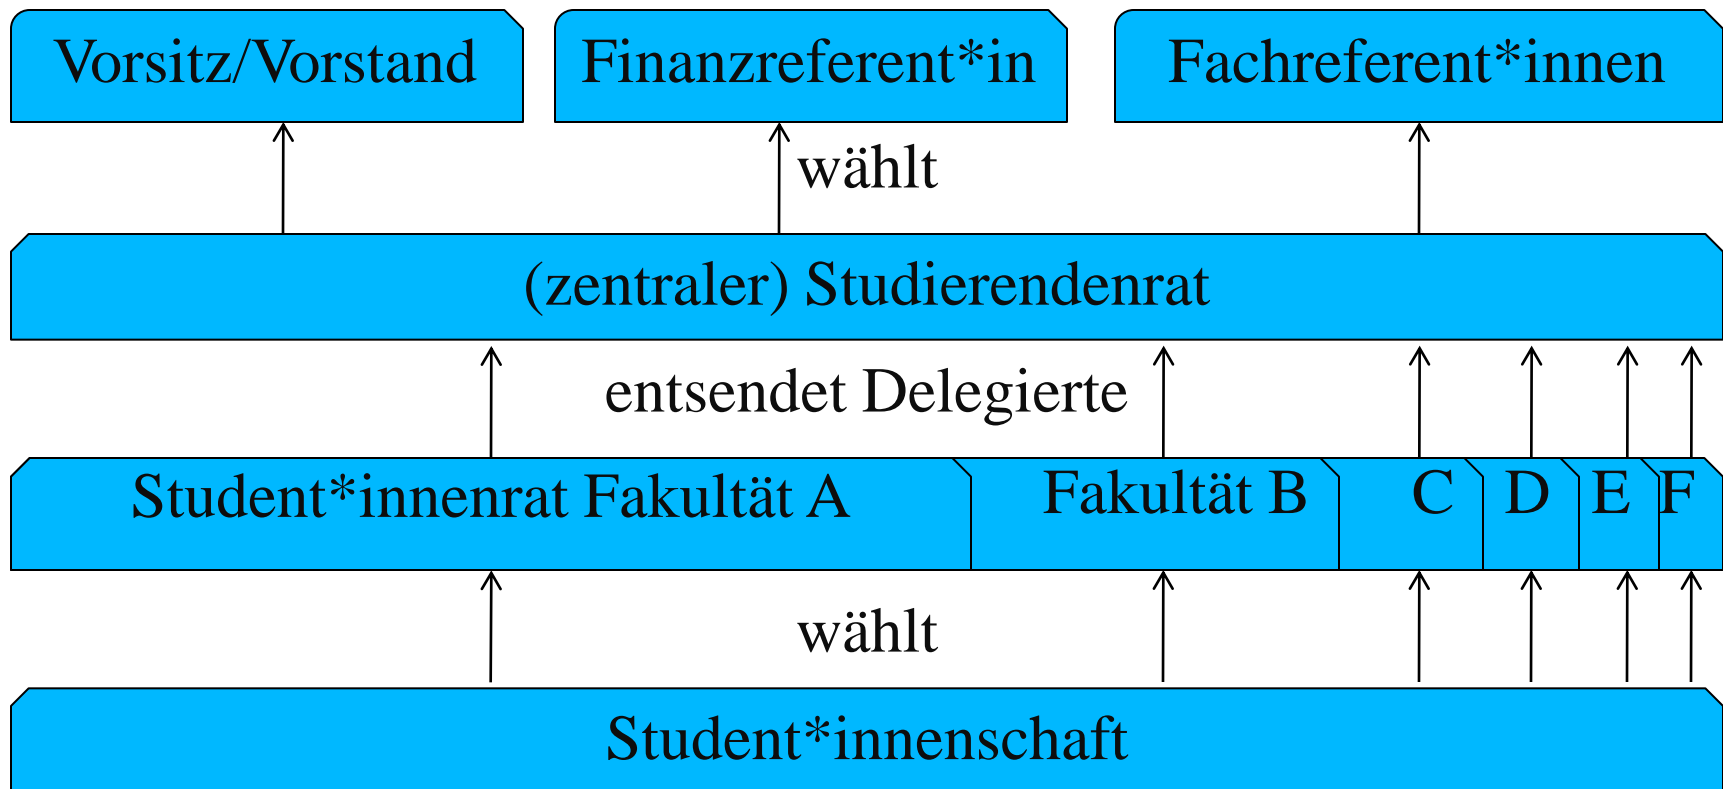 Vorsitz/Vorstand
Finanzreferent*in
Fachreferent*innen
wählt
(zentraler) Studierendenrat
entsendet Delegierte
Student*innenrat Fakultät A
Fakultät B
C
D
E
F
wählt
Student*innenschaft